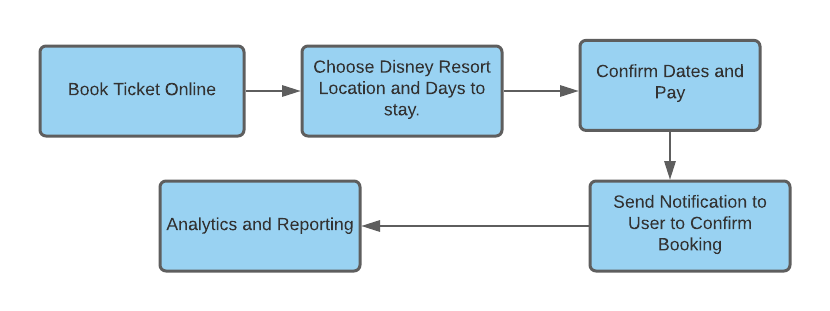 Book Ticket Online
Choose Disney Resort
Location and Days to
stay.
Confirm Dates and
Pay
Send Notification to
User to Confirm
Booking
Analytics and Reporting